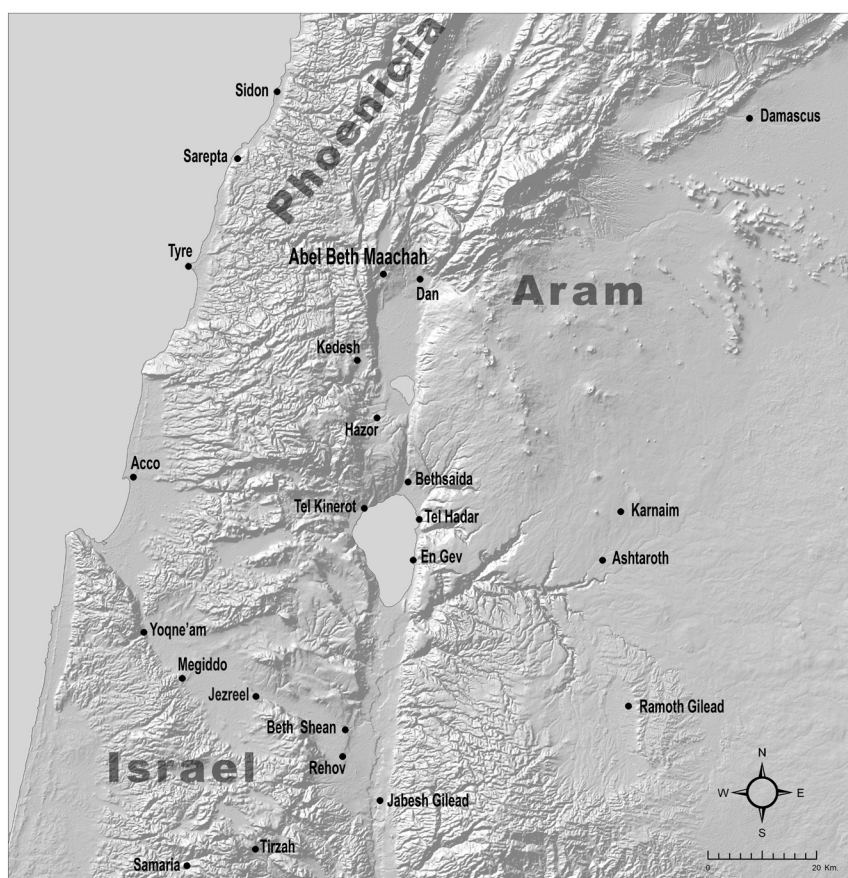 Phoenicia
Sidon
Damascus
Sarepta
Tyre
Abel Beth Maachah
Dan
Aram
Kedesh
Hazor
Acco
Bethsaida
Tel Kinerot
Tel Hadar
Karnaim
En Gev
Ashtaroth
Yoqne'am
Megiddo
Jezreel
Ramoth Gilead
Beth Shean
Israel
Rehov
N
W E
S
Jabesh Gilead
Tirzah
Samaria
0 20 Km.